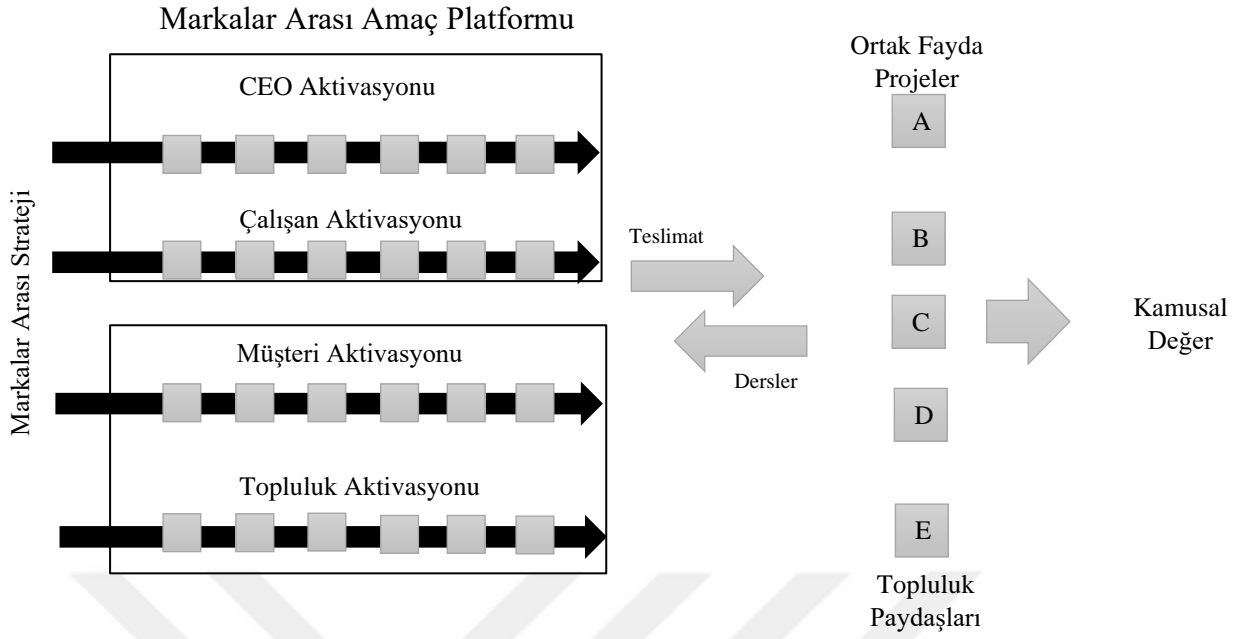 Markalar Arası Amaç Platformu
Markalar Arası Strateji
CEO Aktivasyonu
Çalışan Aktivasyonu
Müşteri Aktivasyonu
Topluluk Aktivasyonu
Teslimat
Dersler
Ortak Fayda
Projeler
A
B
C
D
E
Topluluk
Paydaşları
Kamusal
Değer